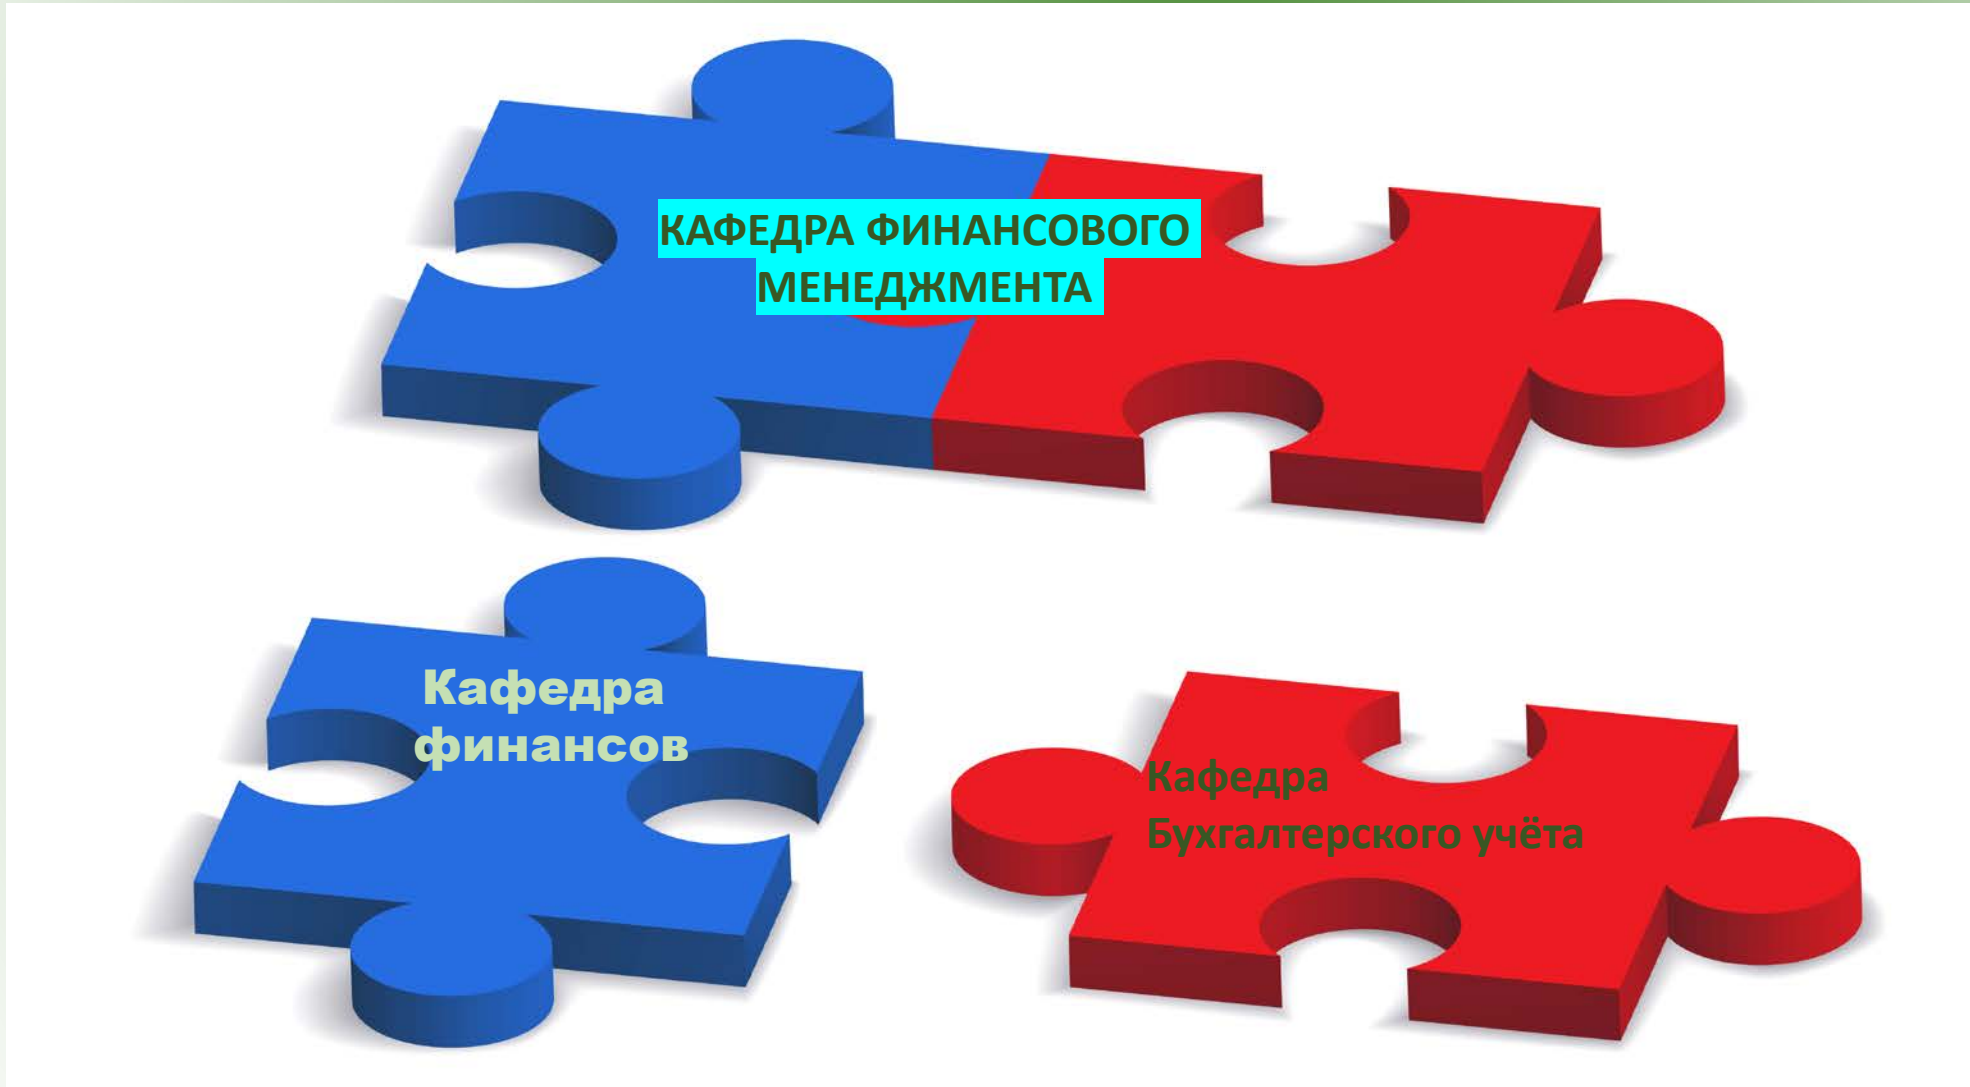 КАФЕДРА ФИНАНСОВОГО
МЕНЕДЖМЕНТА
Кафедра
финансов
Кафедра
Бухгалтерского учёта